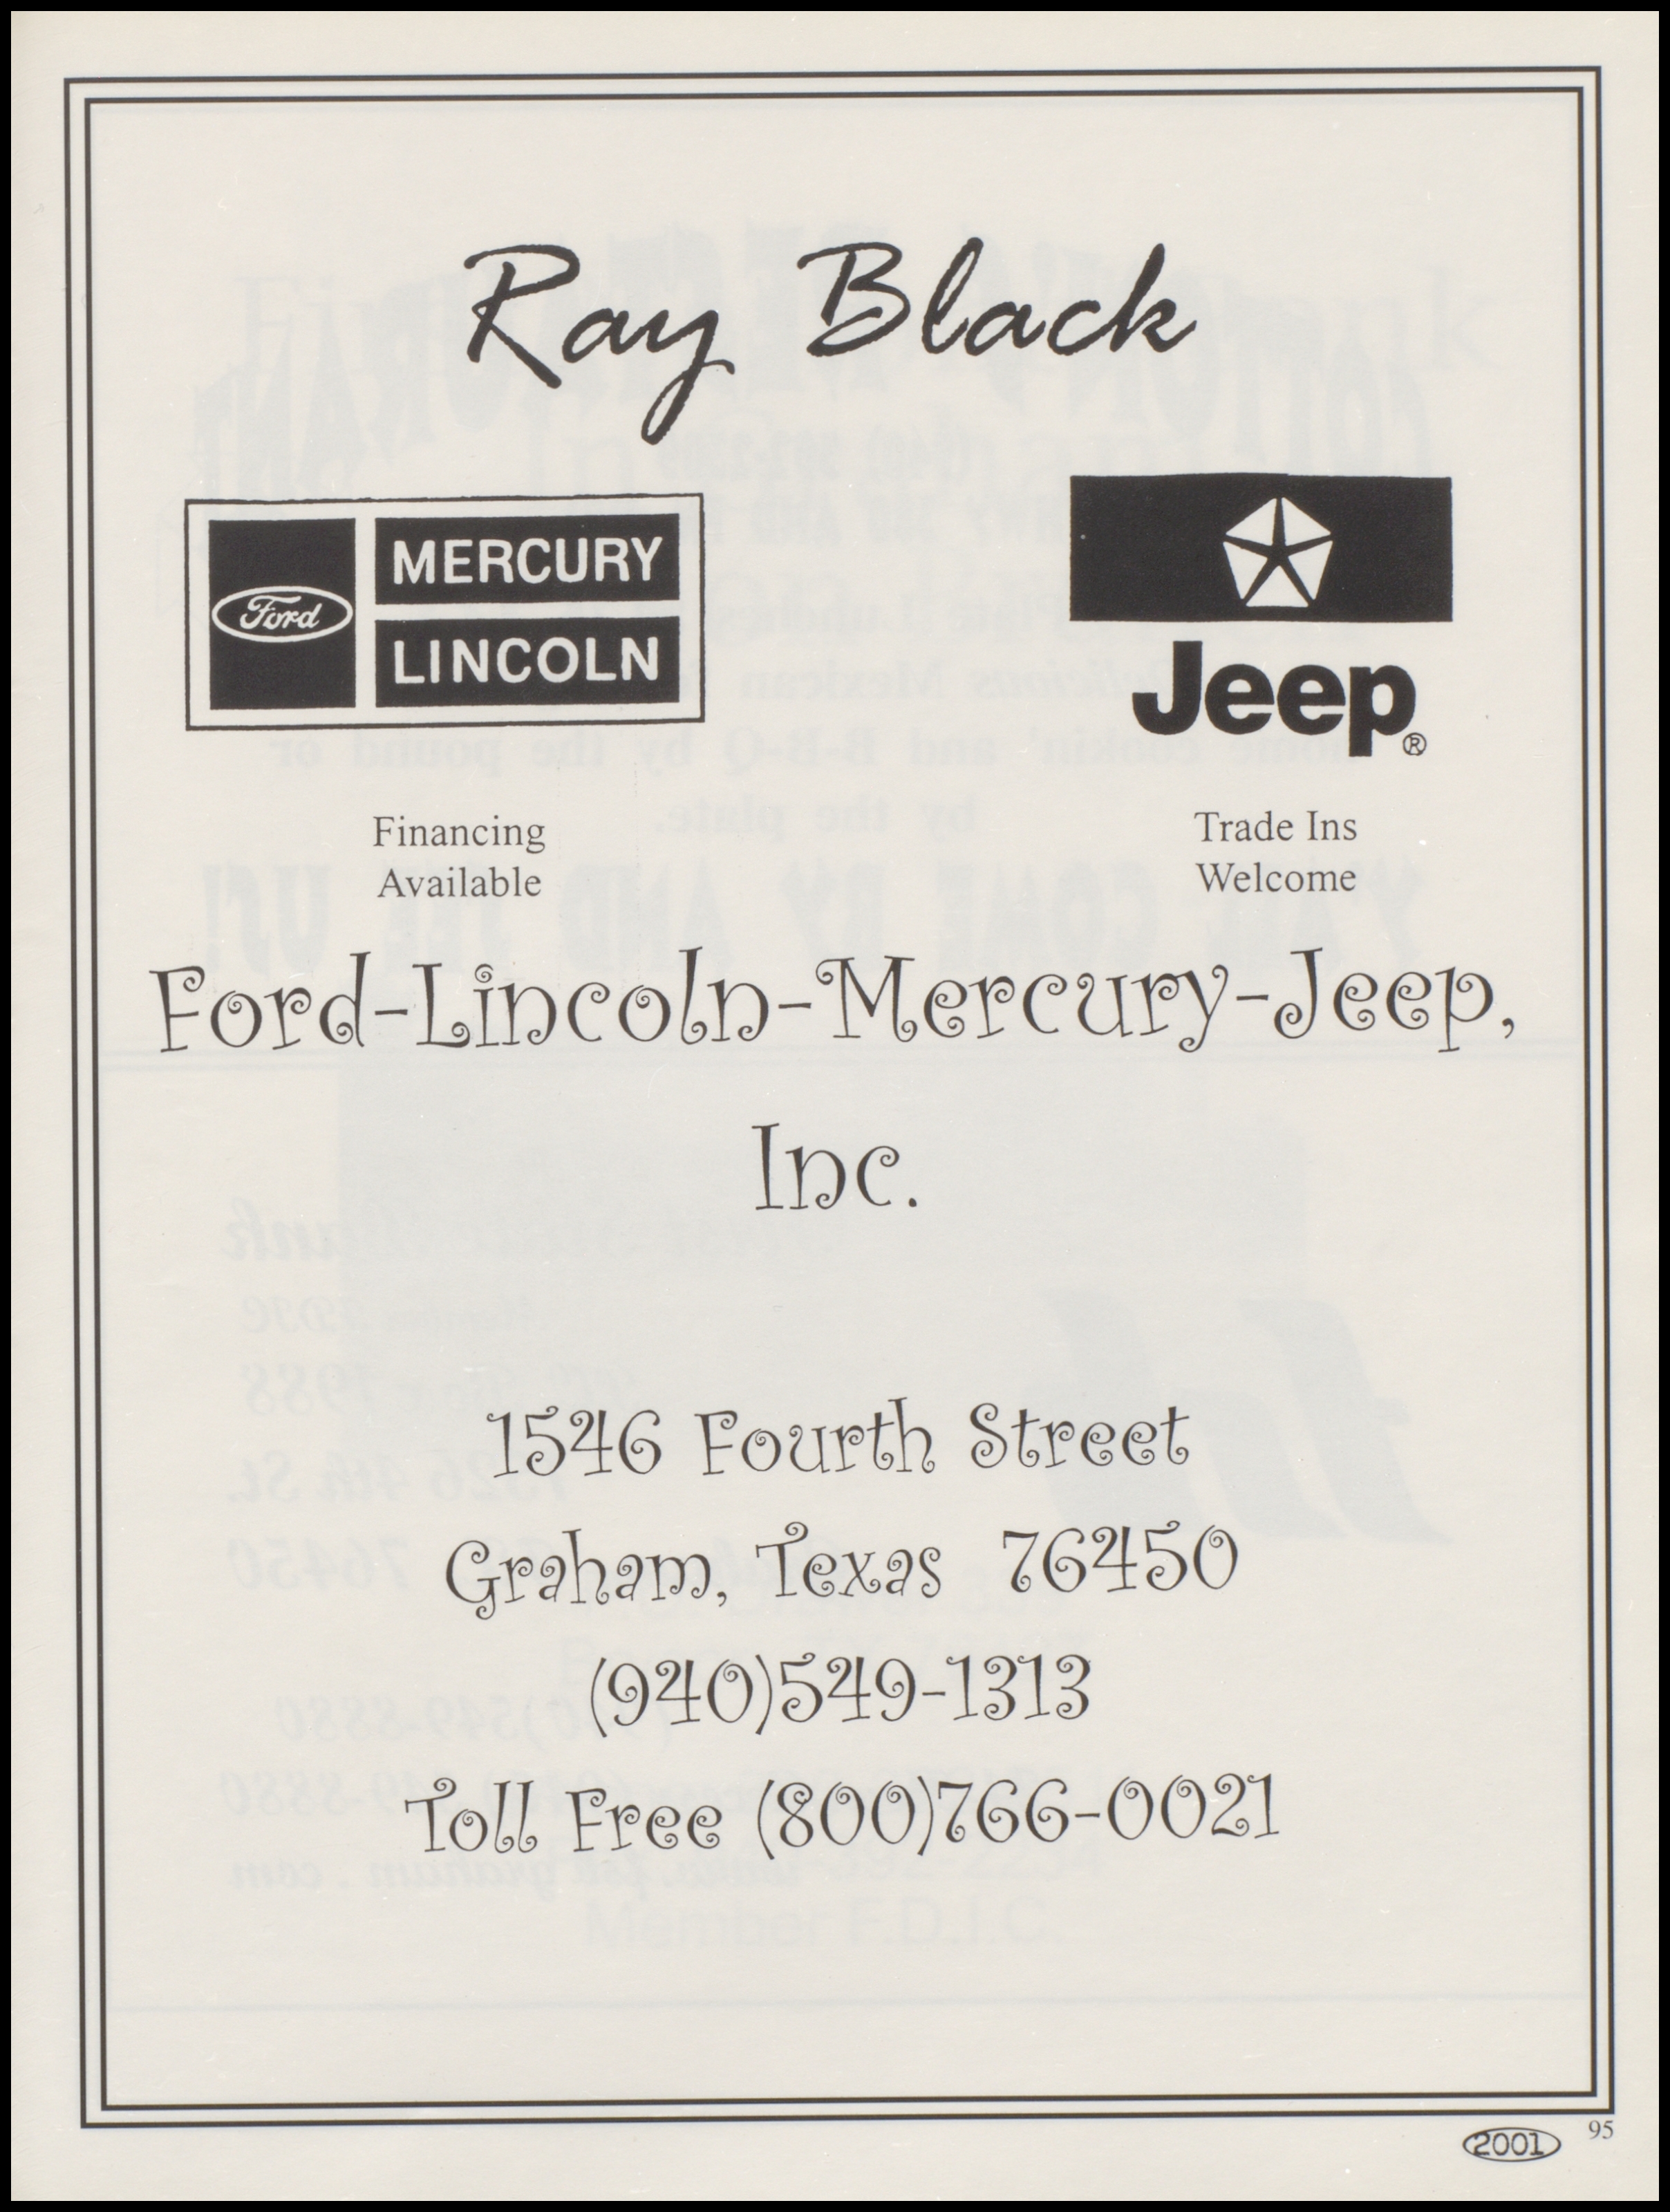 Ray Black
Ford
MERCURY
LINCOLN
Jeep®
Financing
Available
Trade Ins
Welcome
Ford-Lincoln-Mercury-Jeep,
Inc.
1546 Fourth Street
Graham, Texas 76450
(940)549-1313
Toll Free (800)766-0021
2001
95